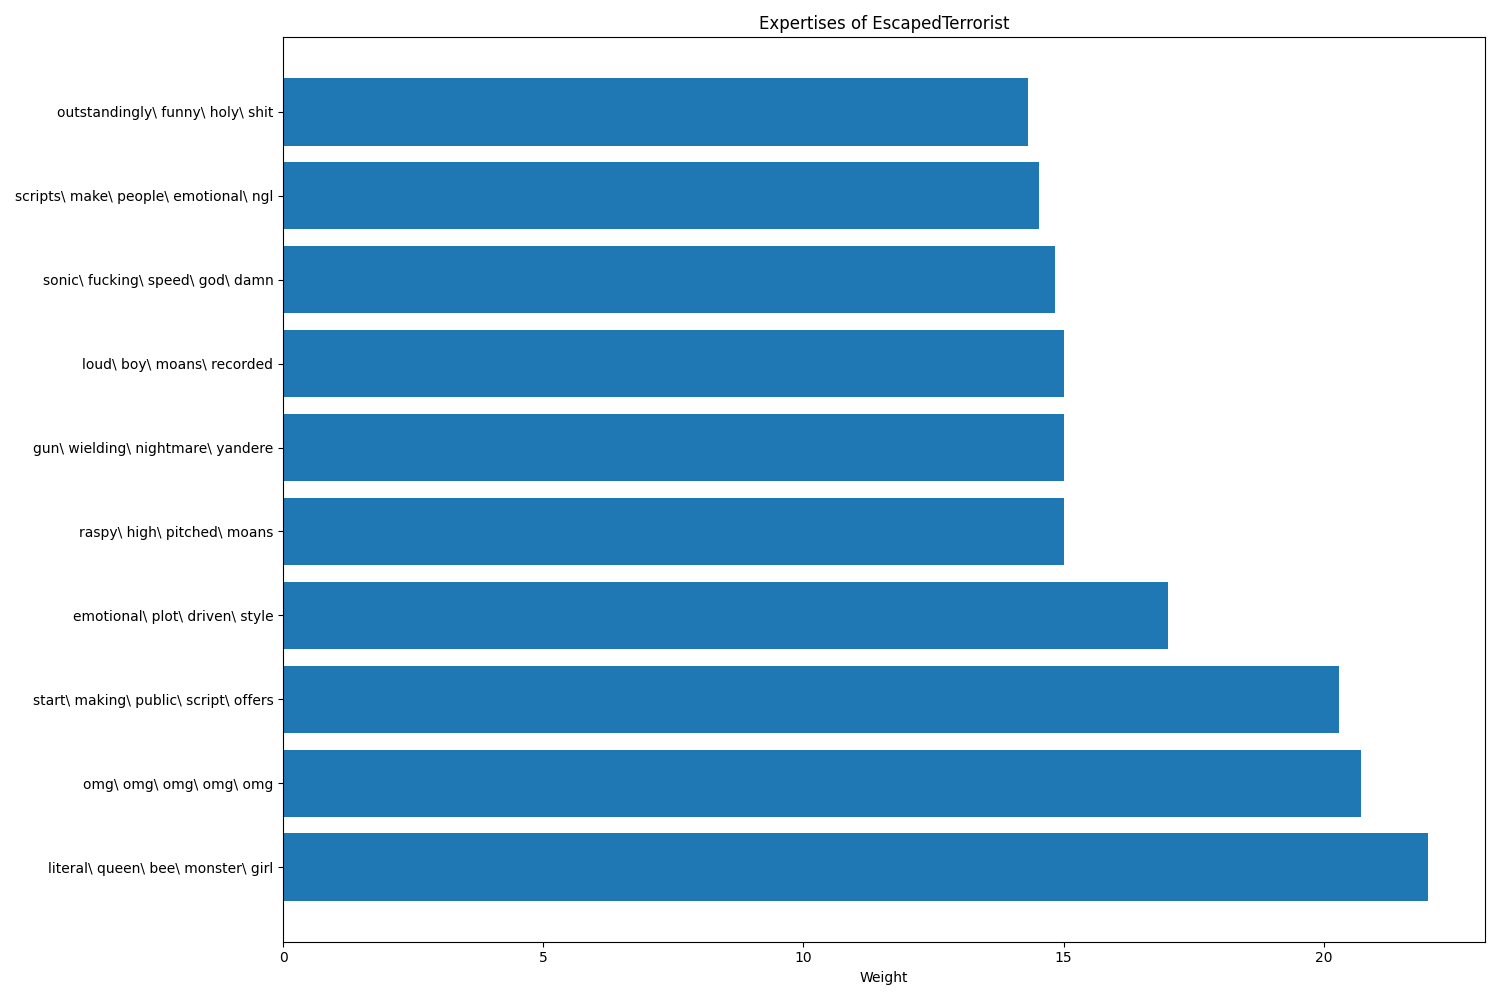 Expertises of EscapedTerrorist
outstandingly\ funny\ holy\ shit
scripts\ make\ people\ emotional\ ngl
sonic\ fucking\ speed\ god\ damn
loud\ boy\ moans\ recorded
gun\ wielding\ nightmare\ yandere
raspy\ high\ pitched\ moans
emotional\ plot\ driven\ style
start\ making\ public\ script\ offers
omg\ omg\ omg\ omg\ omg
literal\ queen\ bee\ monster\ girl
0 5 10 15 20
Weight